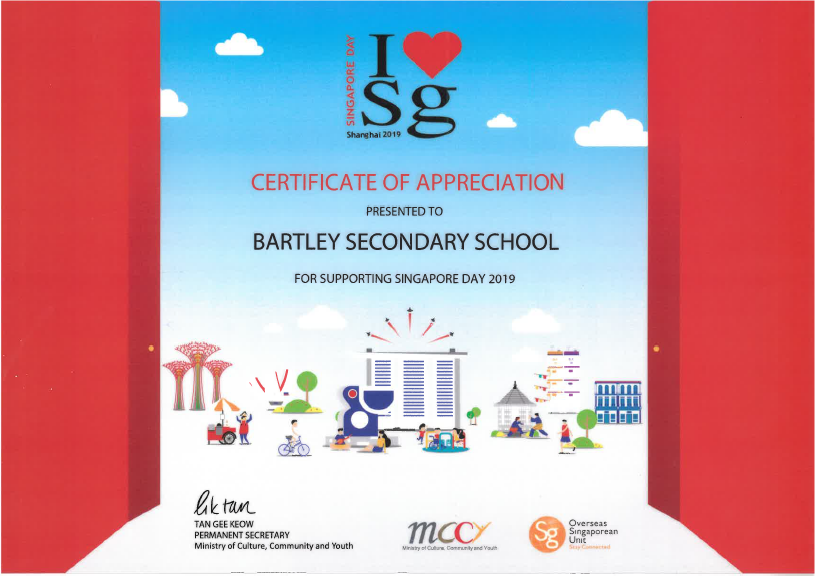 SINGAPORE DAY
I
Sg
Shanghai 2019
CERTIFICATE OF APPRECIATION
PRESENTED TO
BARTLEY SECONDARY SCHOOL
FOR SUPPORTING SINGAPORE DAY 2019
lik tan
TAN GEE KEOW
PERMANENT SECRETARY
Ministry of Culture, Community and Youth
mccy
Ministry of Culture, Community and Youth
Sg
Overseas
Singaporean
Unit
Stay Connected